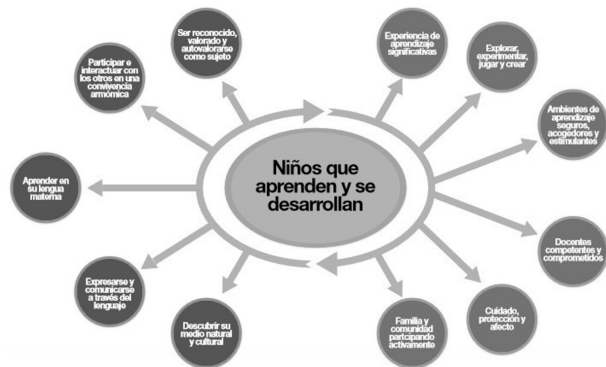 Ser reconocido,
valorado y
autovalorarse
como sujeto
Experiencia de
aprendizaje
significativas
Explorar,
experimentar,
jugar y crear
Participar e
interactuar con
los otros en una
convivencia
armómica
Ambientes de
aprendizaje
seguros,
acogedores y
estimulantes
Niños que
aprenden y se
desarrollan
Aprender en
su lengua
materna
Docentes
competentes y
comprometidos
Expresarse y
comunicarse
a través del
lenguaje
Cuidado,
protección y
afecto
Descubrir su
medio natural
y cultural
Familia y
comunidad
partcipando
activamente